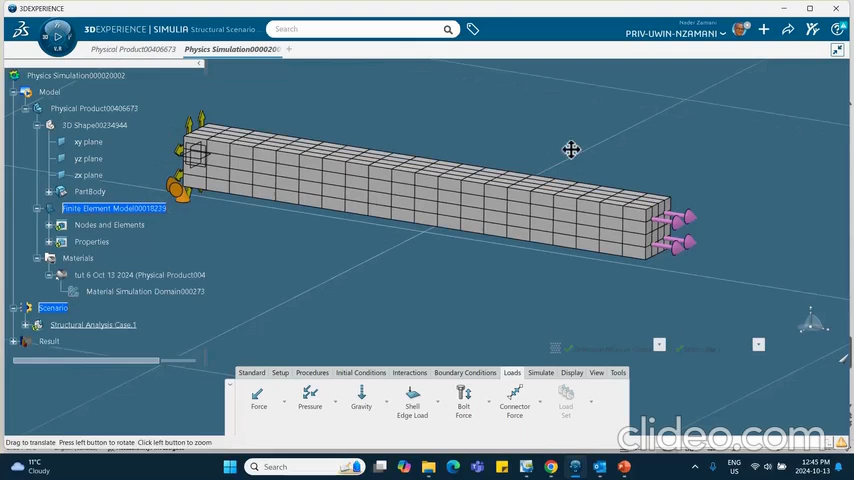 3DEXPERIENCE
3DEXPERIENCE | SIMULIA Structural Scenario...
Search
Nader Zamani
PRIV-UWIN-NZAMANI
3D
V.R
Physical Product00406673
Physics Simulation0000200
Physics Simulation000020002
Model
Physical Product00406673
3D Shape00234944
xy plane
yz plane
zx plane
PartBody
Finite Element Model00018239
Nodes and Elements
Properties
Materials
tut 6 Oct 13 2024 (Physical Product004
Material Simulation Domain000273
Scenario
Structural Analysis Case.1
Result
Standard Setup Procedures Initial Conditions Interactions Boundary Conditions Loads Simulate Display View Tools
Force
Pressure
Gravity
Shell
Edge Load
Bolt
Force
Connector
Force
Load
Set
Drag to translate Press left button to rotate Click left button to zoom
clideo.com
11°C
Cloudy
Search
ENG
US
12:45 PM
2024-10-13